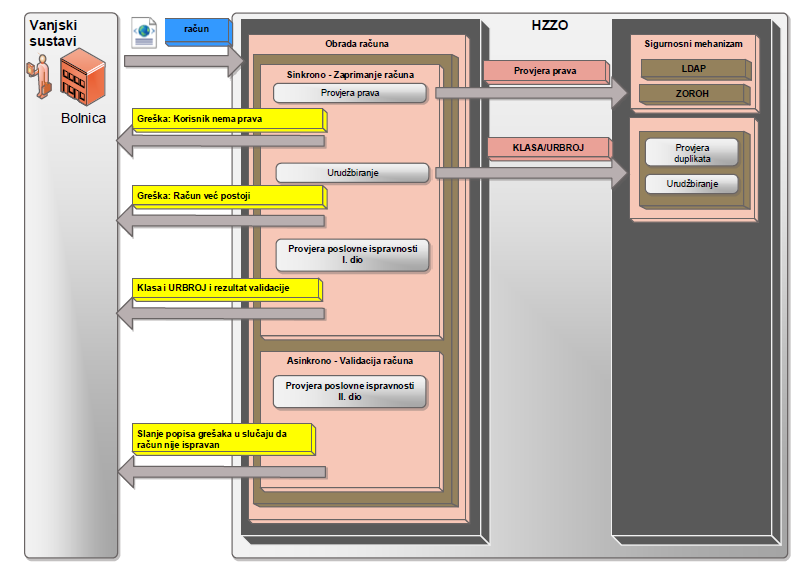 Vanjski
sustavi
Bolnica
račun
HZZO
Obrada računa
Sinkrono - Zaprimanje računa
Provjera prava
Greška: Korisnik nema prava
Urudžbiranje
Greška: Račun već postoji
Provjera poslovne ispravnosti
I. dio
Klasa i URBROJ i rezultat validacije
Asinkrono - Validacija računa
Provjera poslovne ispravnosti
II. dio
Slanje popisa grešaka u slučaju da
račun nije ispravan
Provjera prava
KLASA/URBROJ
Sigurnosni mehanizam
LDAP
ZOROH
Provjera
duplikata
Urudžbiranje